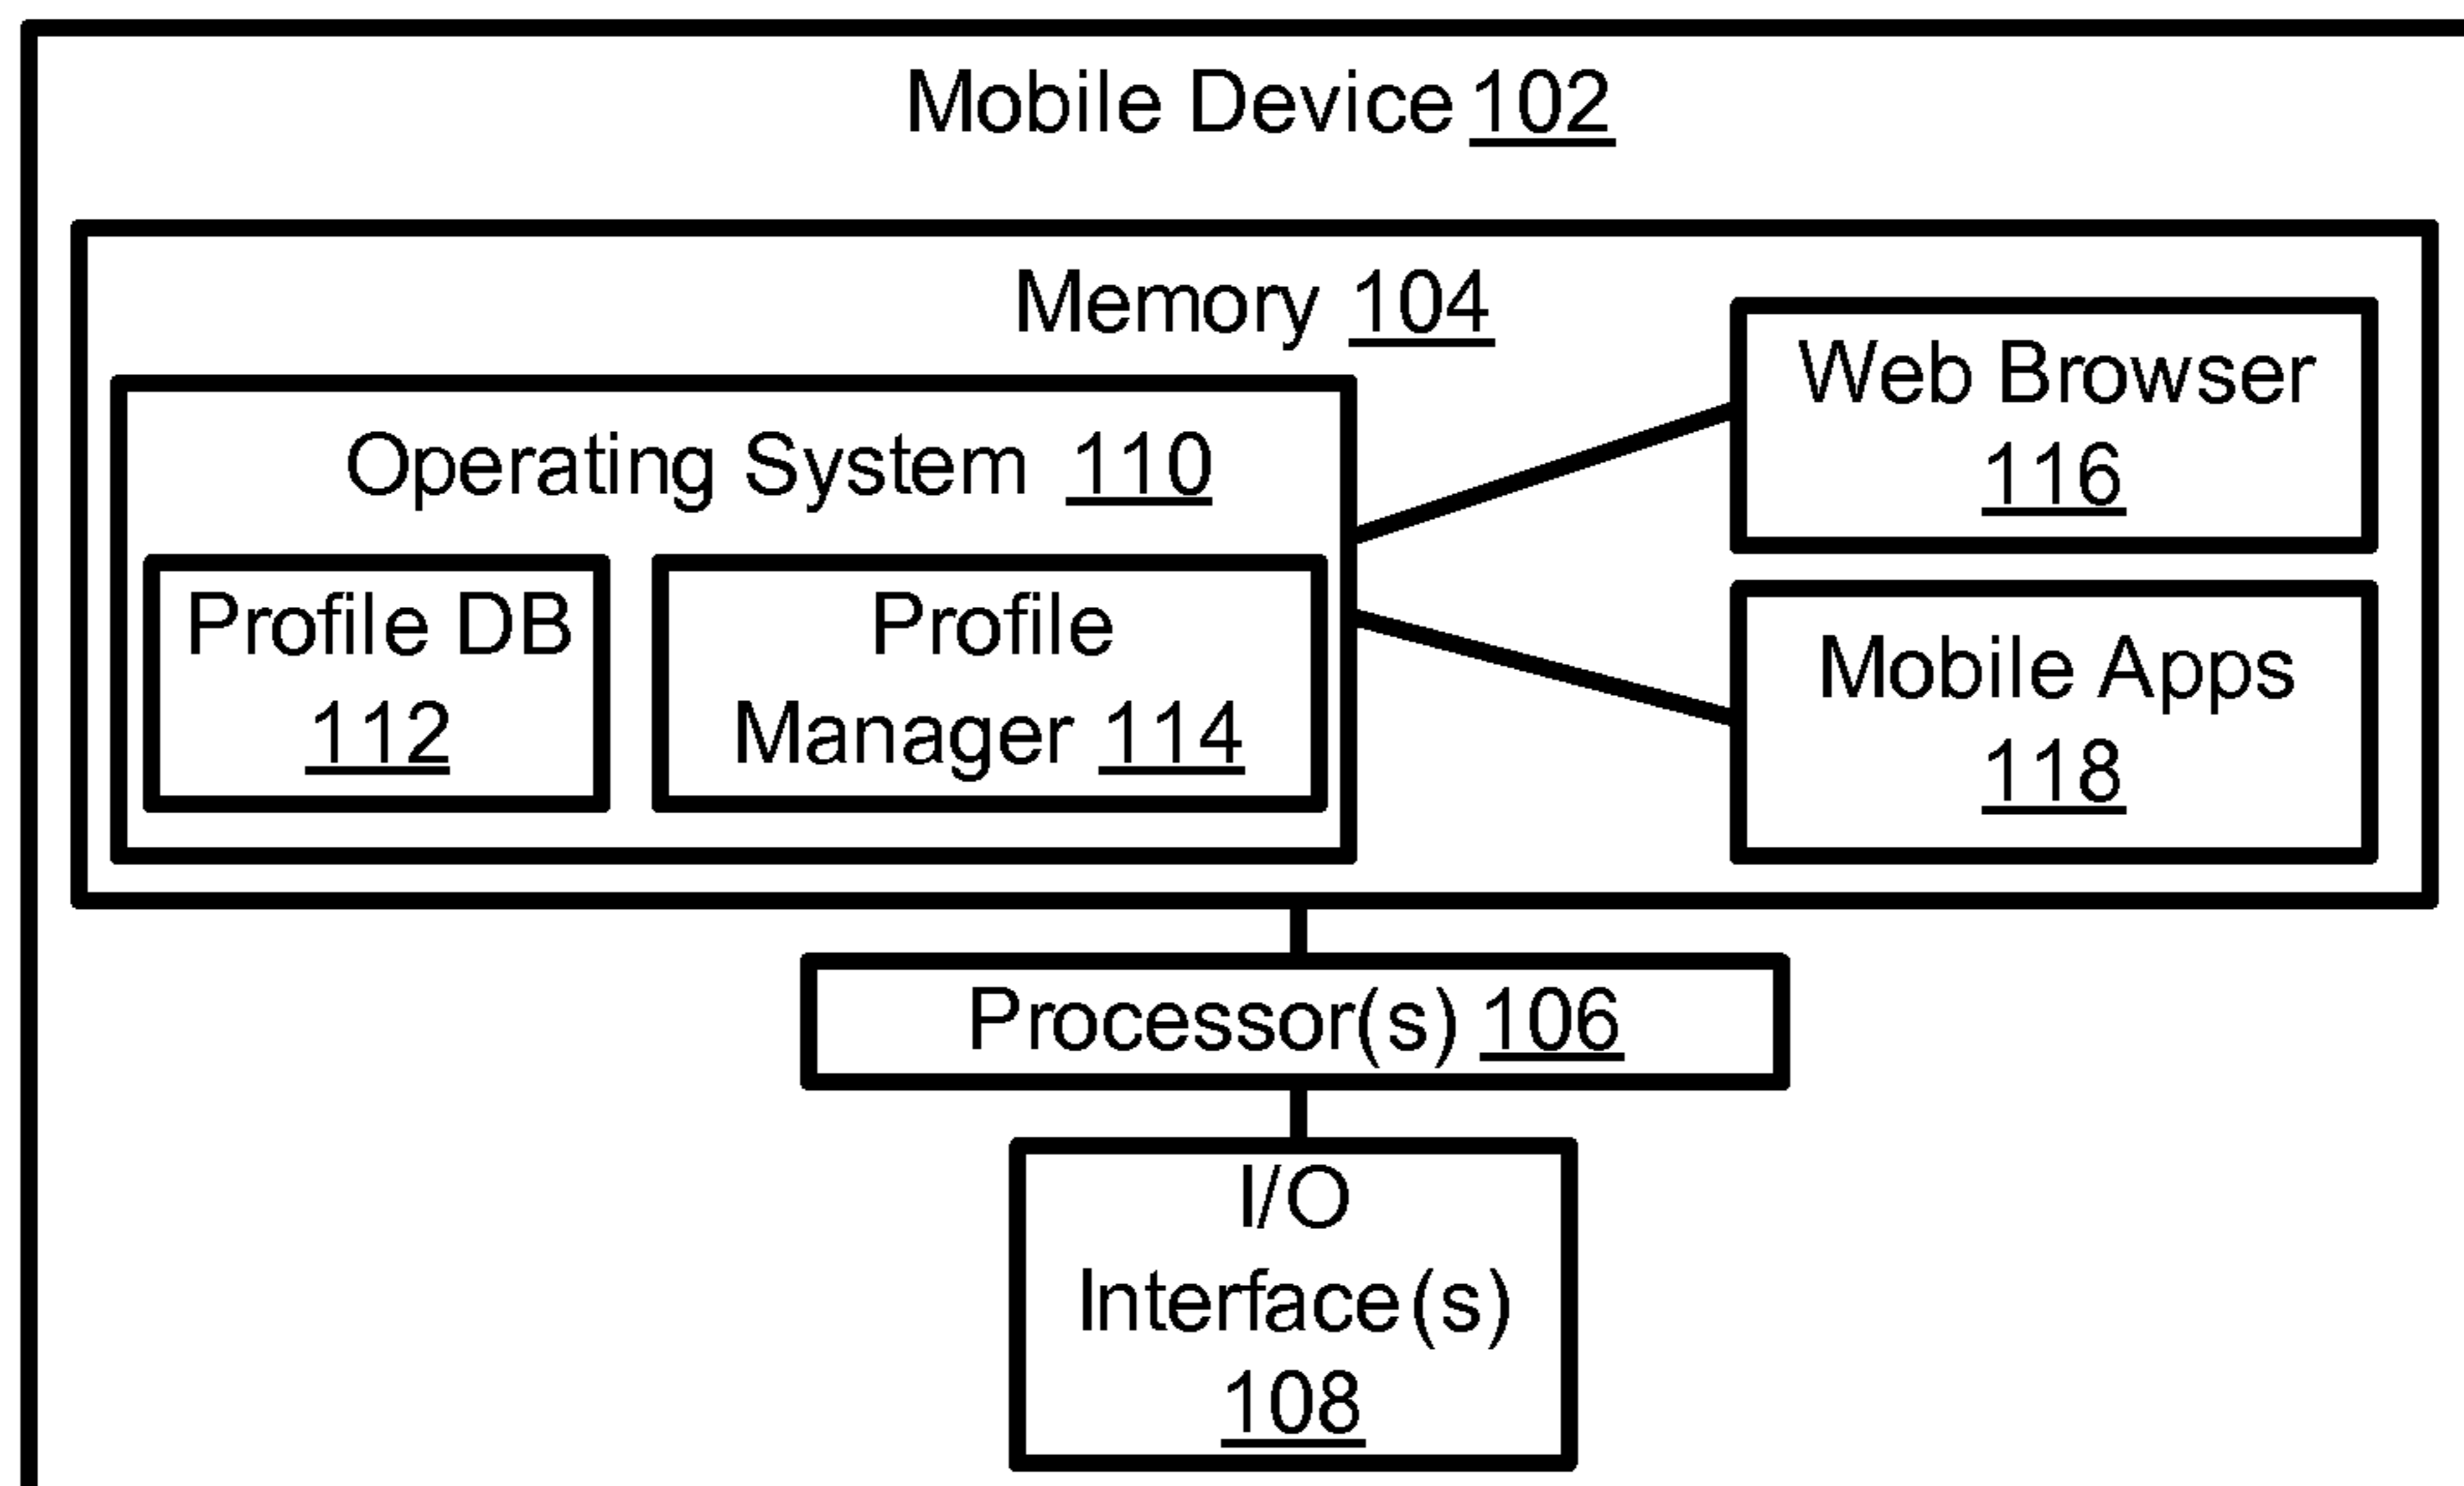 Mobile Device 102
Memory 104
Operating System 110
Profile DB
112
Profile
Manager 114
Web Browser
116
Mobile Apps
118
Processor(s) 106
I/O
Interface(s)
108